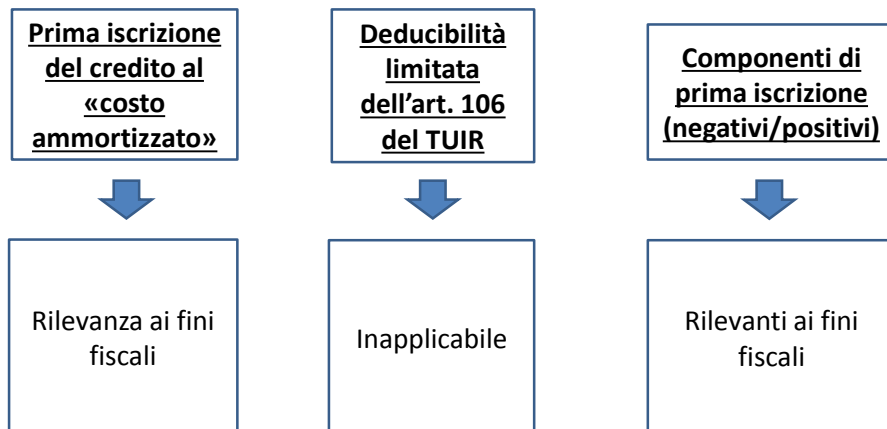 Prima iscrizione
del credito al
«costo
ammortizzato»
Deducibilità
limitata
dell’art. 106
del TUIR
Componenti di
prima iscrizione
(negativi/positivi)
Rilevanza ai fini
fiscali
Inapplicabile
Rilevanti ai fini
fiscali